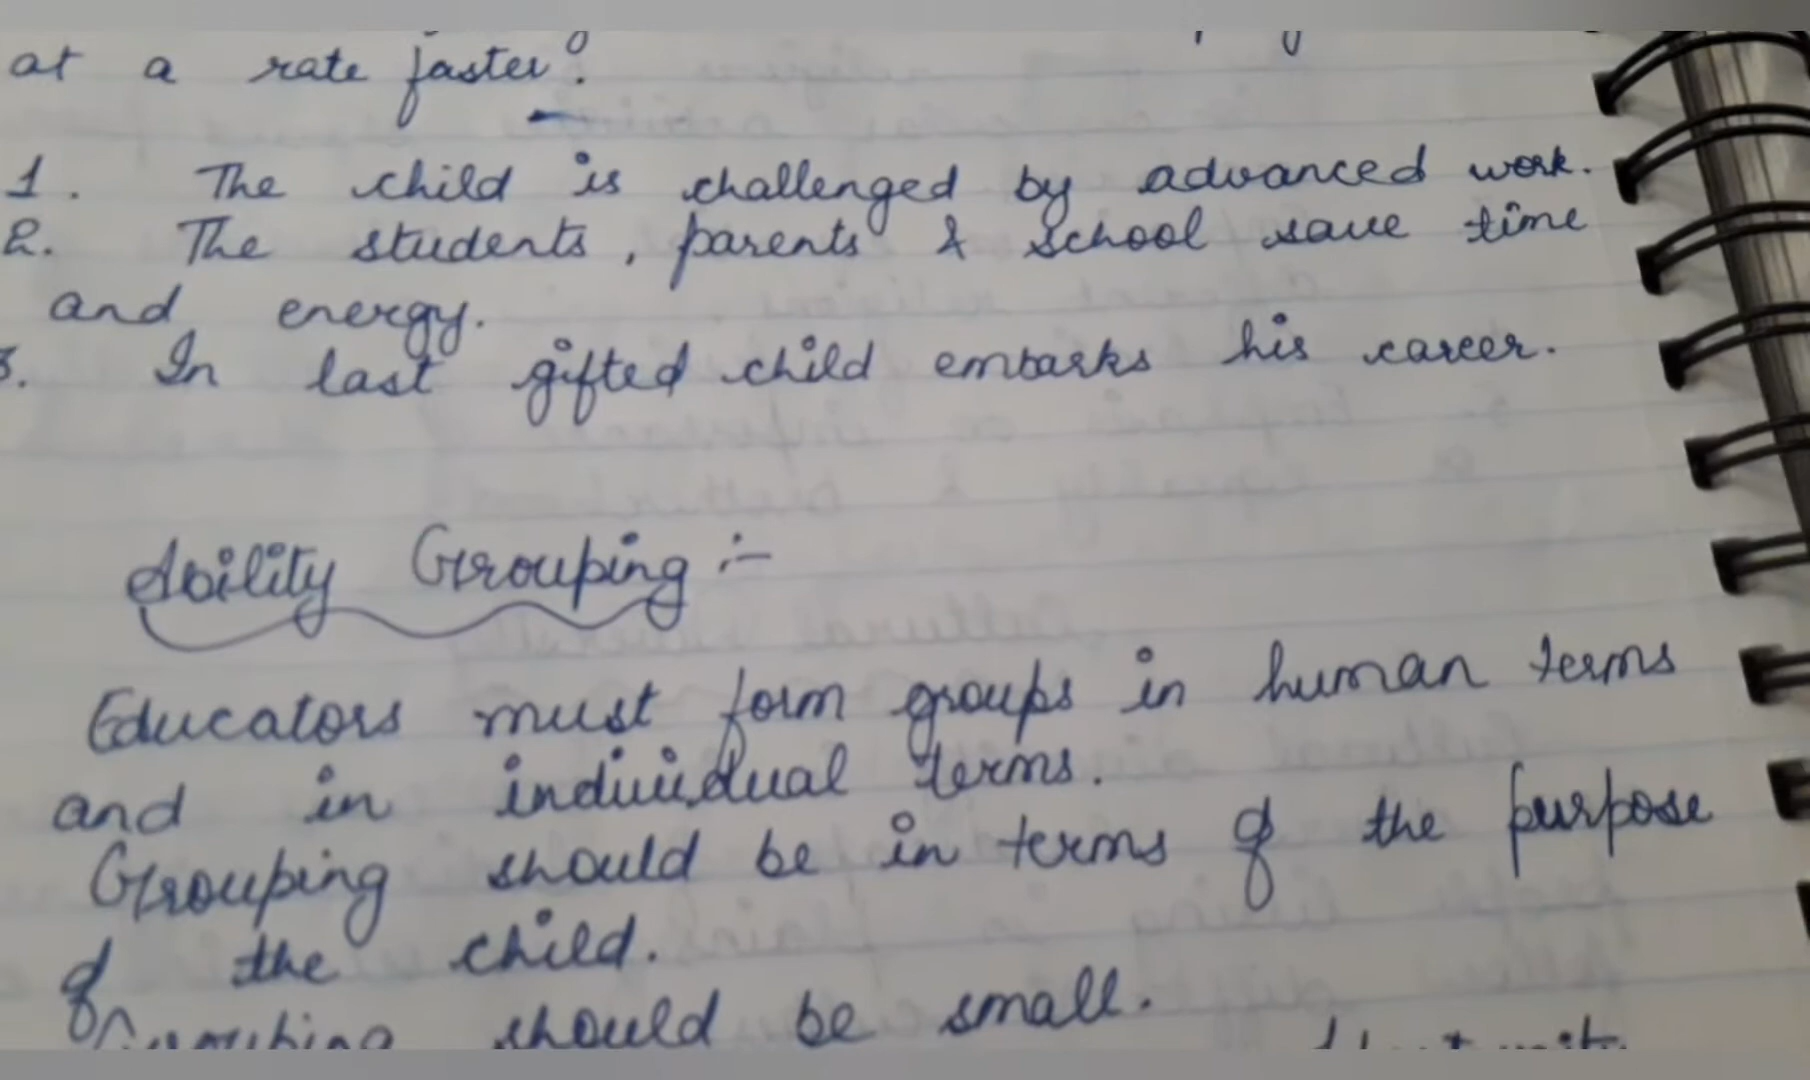 at a rate faster.
1. The child is challenged by advanced work.
2. The students, parents & school save time
and energy.
3. In last gifted child embarks his career.
Ability Grouping :-
Educators must form groups in human terms
and in individual terms.
Grouping should be in terms of the purpose
of the child.
Grouping should be small.